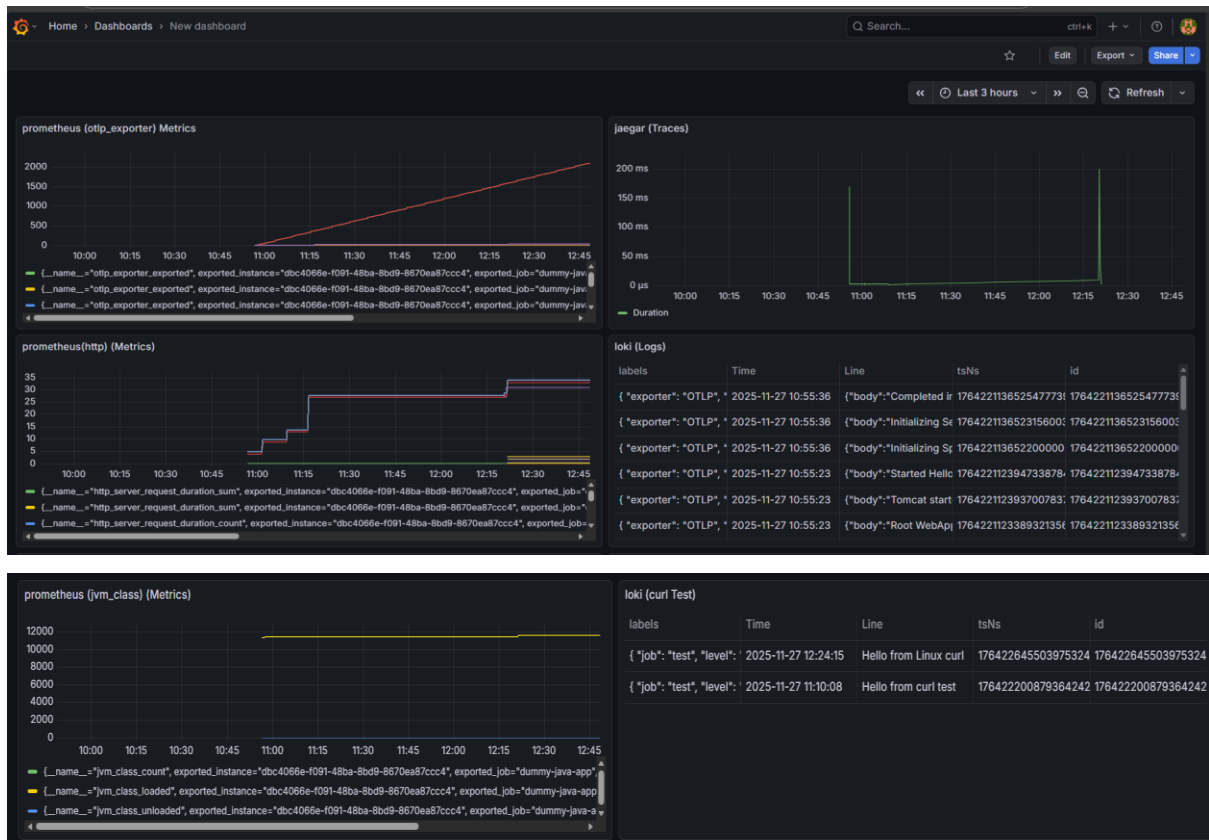 Home › Dashboards › New dashboard
Search... ctrl+k
Edit Export Share
Last 3 hours Refresh
prometheus (otlp_exporter) Metrics
2000
1500
1000
500
0
10:00 10:15 10:30 10:45 11:00 11:15 11:30 11:45 12:00 12:15 12:30 12:45
{__name__="otlp_exporter_exported", exported_instance="dbc4066e-f091-48ba-8bd9-8670ea87ccc4", exported_job="dummy-java
{__name__="otlp_exporter_exported", exported_instance="dbc4066e-f091-48ba-8bd9-8670ea87ccc4", exported_job="dummy-java
{__name__="otlp_exporter_exported", exported_instance="dbc4066e-f091-48ba-8bd9-8670ea87ccc4", exported_job="dummy-java
jaegar (Traces)
200 ms
150 ms
100 ms
50 ms
0 µs
10:00 10:15 10:30 10:45 11:00 11:15 11:30 11:45 12:00 12:15 12:30 12:45
Duration
prometheus(http) (Metrics)
35
30
25
20
15
10
5
0
10:00 10:15 10:30 10:45 11:00 11:15 11:30 11:45 12:00 12:15 12:30 12:45
{__name__="http_server_request_duration_sum", exported_instance="dbc4066e-f091-48ba-8bd9-8670ea87ccc4", exported_job="
{__name__="http_server_request_duration_sum", exported_instance="dbc4066e-f091-48ba-8bd9-8670ea87ccc4", exported_job="
{__name__="http_server_request_duration_count", exported_instance="dbc4066e-f091-48ba-8bd9-8670ea87ccc4", exported_job=
loki (Logs)
labels Time Line tsNs id
{ "exporter": "OTLP", " 2025-11-27 10:55:36 {"body":"Completed in
{ "exporter": "OTLP", " 2025-11-27 10:55:36 {"body":"Initializing Se
{ "exporter": "OTLP", " 2025-11-27 10:55:36 {"body":"Initializing Sp
{ "exporter": "OTLP", " 2025-11-27 10:55:23 {"body":"Started Hello
{ "exporter": "OTLP", " 2025-11-27 10:55:23 {"body":"Tomcat start
{ "exporter": "OTLP", " 2025-11-27 10:55:23 {"body":"Root WebApp
prometheus (jvm_class) (Metrics)
12000
10000
8000
6000
4000
2000
0
10:00 10:15 10:30 10:45 11:00 11:15 11:30 11:45 12:00 12:15 12:30 12:45
{__name__="jvm_class_count", exported_instance="dbc4066e-f091-48ba-8bd9-8670ea87ccc4", exported_job="dummy-java-app",
{__name__="jvm_class_loaded", exported_instance="dbc4066e-f091-48ba-8bd9-8670ea87ccc4", exported_job="dummy-java-app
{__name__="jvm_class_unloaded", exported_instance="dbc4066e-f091-48ba-8bd9-8670ea87ccc4", exported_job="dummy-java-a
loki (curl Test)
labels Time Line tsNs id
{ "job": "test", "level": " 2025-11-27 12:24:15 Hello from Linux curl 176422645503975324 176422645503975324
{ "job": "test", "level": " 2025-11-27 11:10:08 Hello from curl test 176422200879364242 176422200879364242